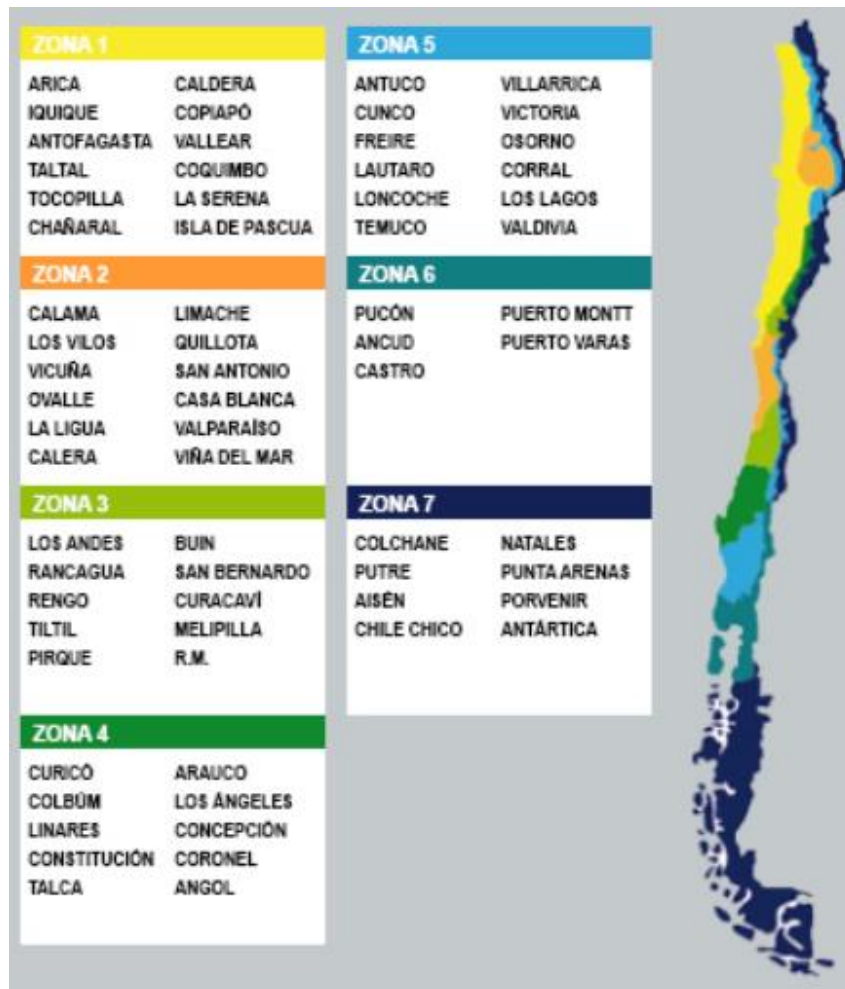 ZONA 1
ARICA CALDERA
IQUIQUE COPIAPÓ
ANTOFAGASTA VALLEAR
TALTAL COQUIMBO
TOCOPILLA LA SERENA
CHAÑARAL ISLA DE PASCUA
ZONA 2
CALAMA LIMACHE
LOS VILOS QUILLOTA
VICUÑA SAN ANTONIO
OVALLE CASA BLANCA
LA LIGUA VALPARAÍSO
CALERA VIÑA DEL MAR
ZONA 3
LOS ANDES BUIN
RANCAGUA SAN BERNARDO
RENGO CURACAVÍ
TILTIL MELIPILLA
PIRQUE R.M.
ZONA 4
CURICÓ ARAUCO
COLBÚM LOS ÁNGELES
LINARES CONCEPCIÓN
CONSTITUCIÓN CORONEL
TALCA ANGOL
ZONA 5
ANTUCO VILLARRICA
CUNCO VICTORIA
FREIRE OSORNO
LAUTARO CORRAL
LONCOCHE LOS LAGOS
TEMUCO VALDIVIA
ZONA 6
PUCÓN PUERTO MONTT
ANCUD PUERTO VARAS
CASTRO
ZONA 7
COLCHANE NATALES
PUTRE PUNTA ARENAS
AISÉN PORVENIR
CHILE CHICO ANTÁRTICA